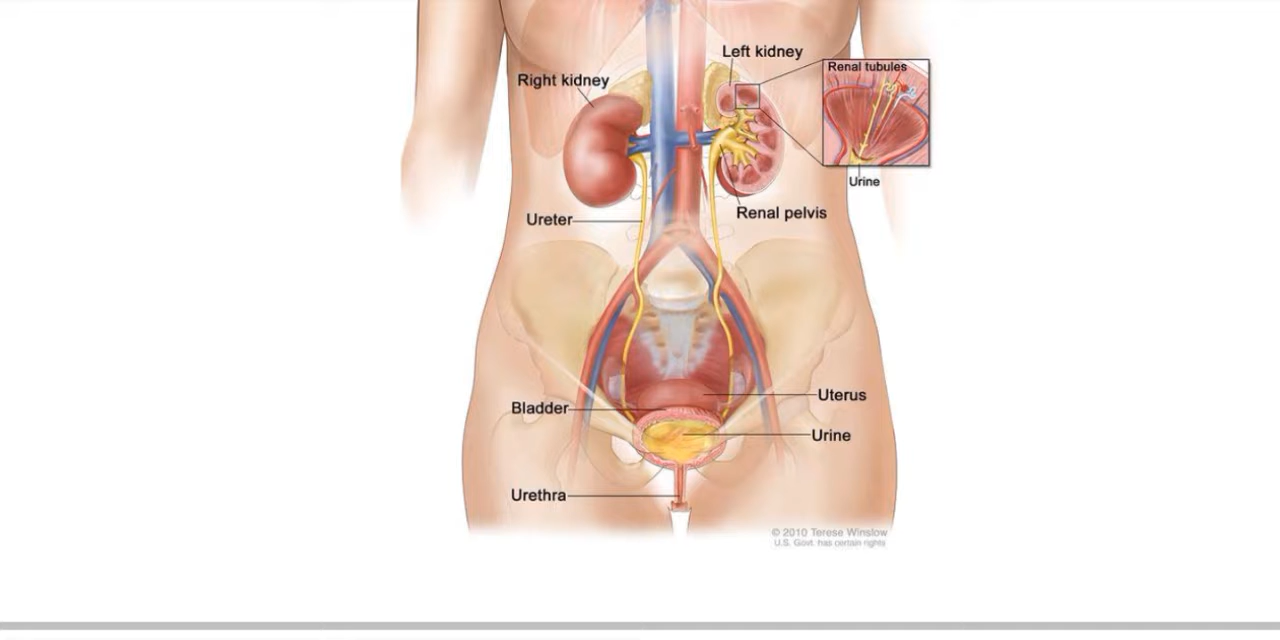 Left kidney
Renal tubules
Right kidney
Urine
Renal pelvis
Ureter
Uterus
Bladder
Urine
Urethra
© 2010 Terese Winslow
U.S. Govt. has certain rights